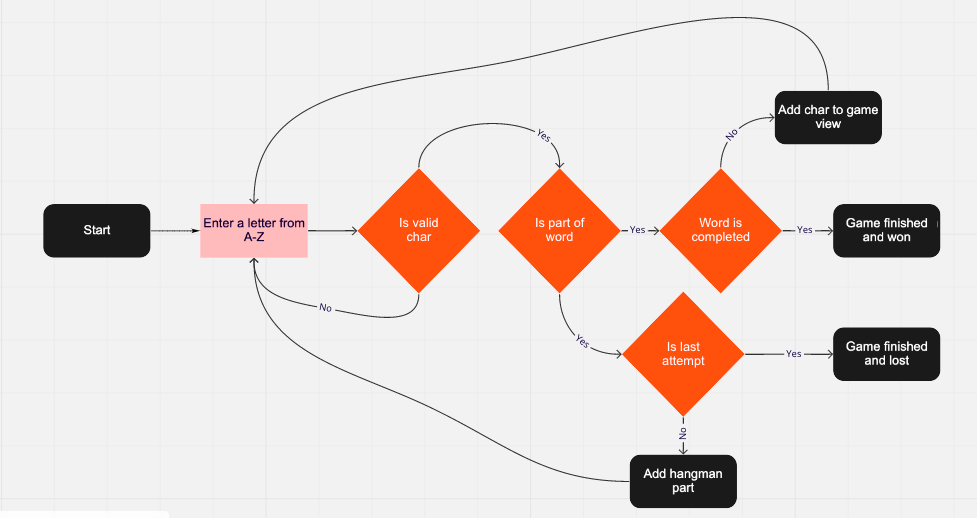 Add char to game
view
No
Yes
Start
Enter a letter from
A-Z
Is valid
char
Is part of
word
Yes
Word is
completed
Yes
Game finished
and won
No
Yes
Is last
attempt
Yes
Game finished
and lost
No
Add hangman
part